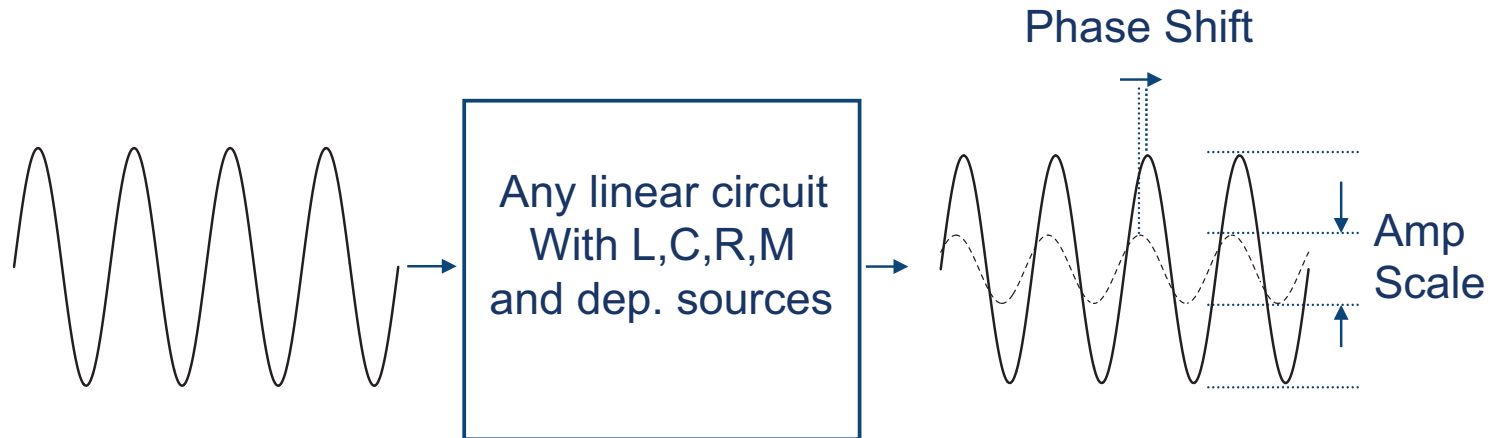 Phase Shift
Any linear circuit
With L,C,R,M
and dep. sources
Amp
Scale